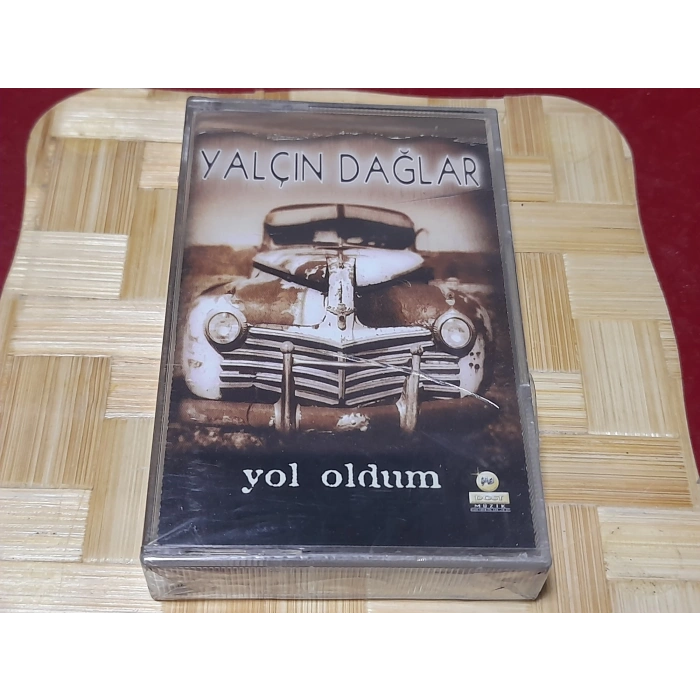 YALÇIN DAĞLAR
yol oldum
DOST
MÜZİK